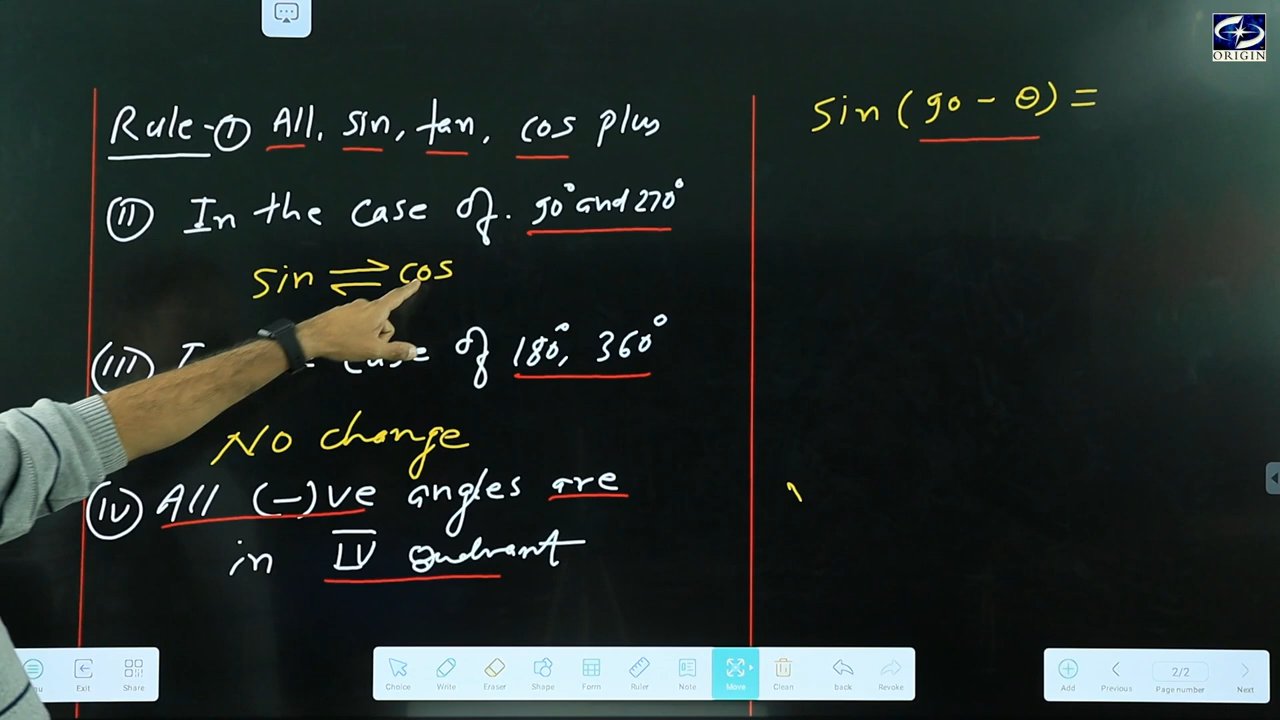 ORIGIN
Rule-① All, sin, tan, cos plus
(II) In the case of. 90° and 270°
sin ⇌ cos
(III) of 180°, 360°
No change
(IV) All (-)ve angles are
in IV Quadrant
Sin (90 - θ) =
Exit Share
Choice Write Eraser Shape Form Ruler Note Move Clean back Revoke
Add Previous 2/2 Page number Next